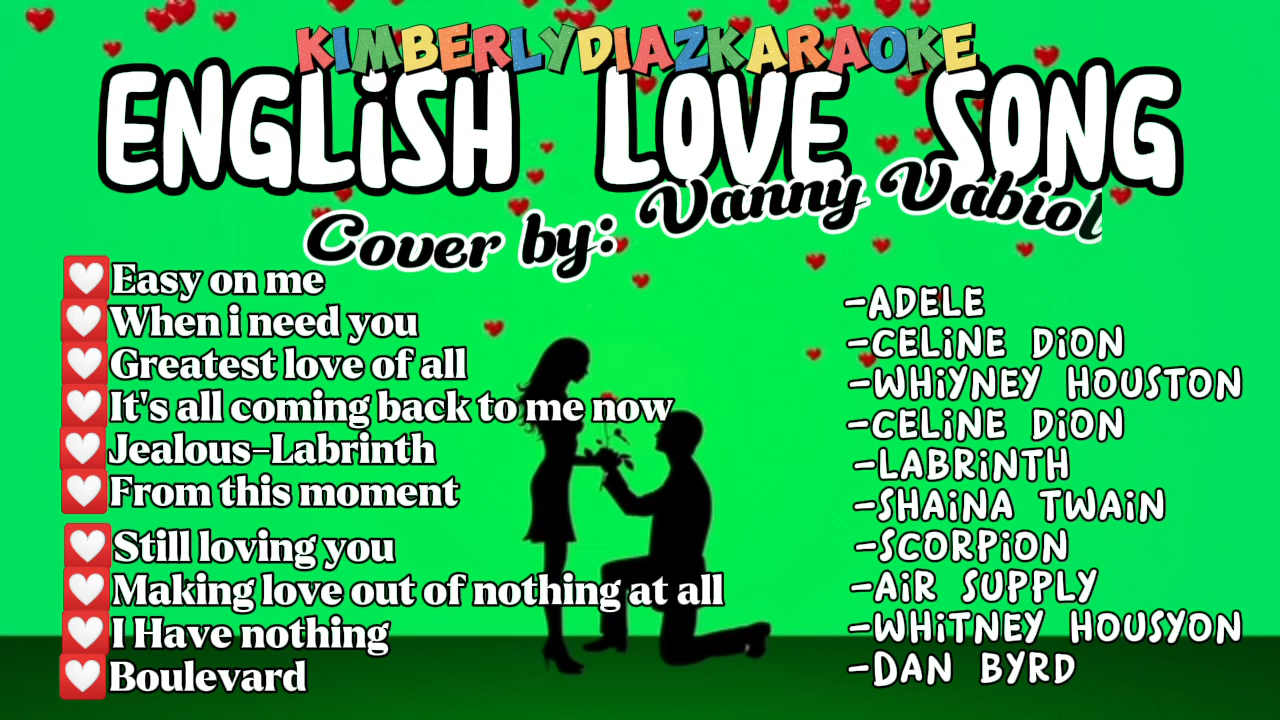 KIMBERLYDIAZKARAOKE
ENGLiSH LOVE SONG
Cover by: Vanny Vabiol
Easy on me
-ADELE
When i need you
-CELiNE DiON
Greatest love of all
-WHiYNEY HOUSTON
It's all coming back to me now
-CELiNE DiON
Jealous-Labrinth
-LABRiNTH
From this moment
-SHAiNA TWAiN
Still loving you
-SCORPiON
Making love out of nothing at all
-AiR SUPPLY
I Have nothing
-WHiTNEY HOUSYON
Boulevard
-DAN BYRD